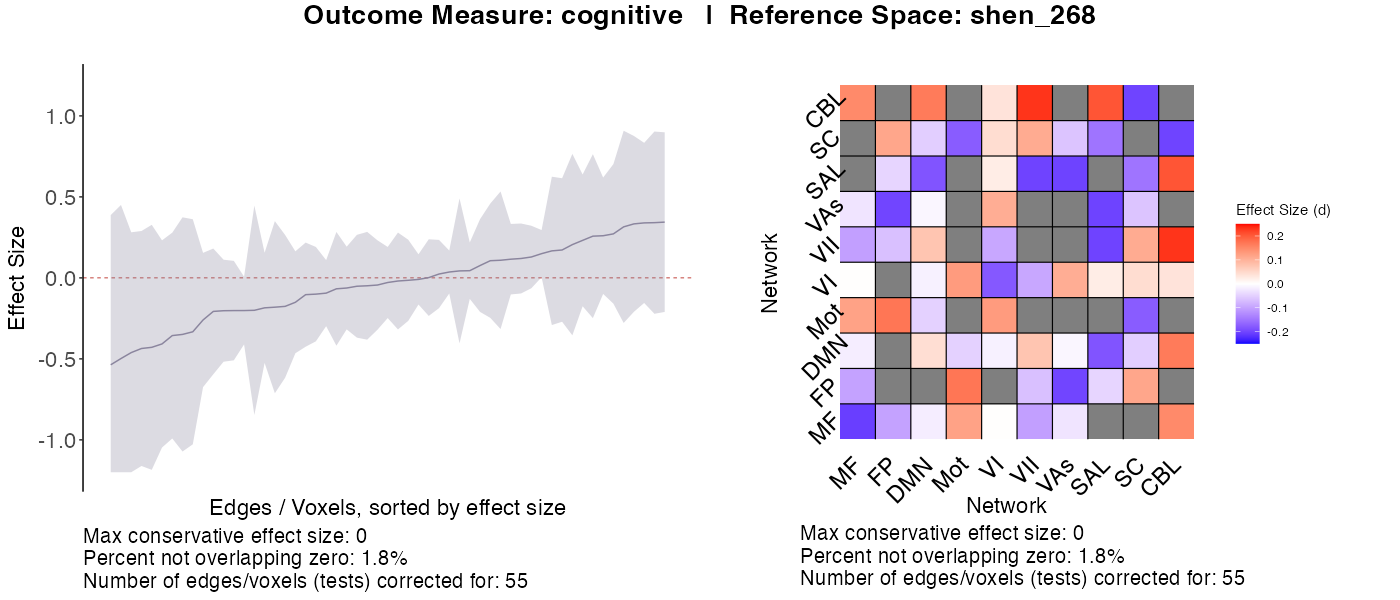 Outcome Measure: cognitive | Reference Space: shen_268
Effect Size
1.0
0.5
0.0
-0.5
-1.0
Edges / Voxels, sorted by effect size
Max conservative effect size: 0
Percent not overlapping zero: 1.8%
Number of edges/voxels (tests) corrected for: 55
Network
CBL
SC
SAL
VAs
VII
VI
Mot
DMN
FP
MF
MF
FP
DMN
Mot
VI
VII
VAs
SAL
SC
CBL
Network
Effect Size (d)
0.2
0.1
0.0
-0.1
-0.2
Max conservative effect size: 0
Percent not overlapping zero: 1.8%
Number of edges/voxels (tests) corrected for: 55